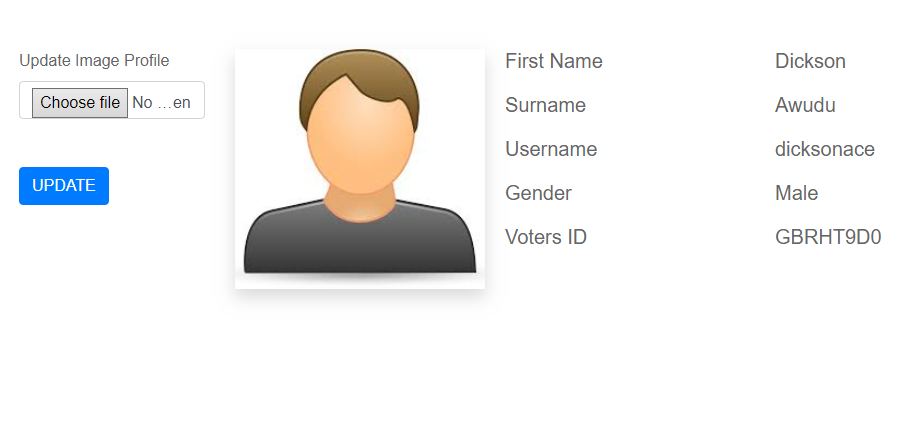 Update Image Profile
Choose file No ...en
UPDATE
First Name Dickson
Surname Awudu
Username dicksonace
Gender Male
Voters ID GBRHT9D0